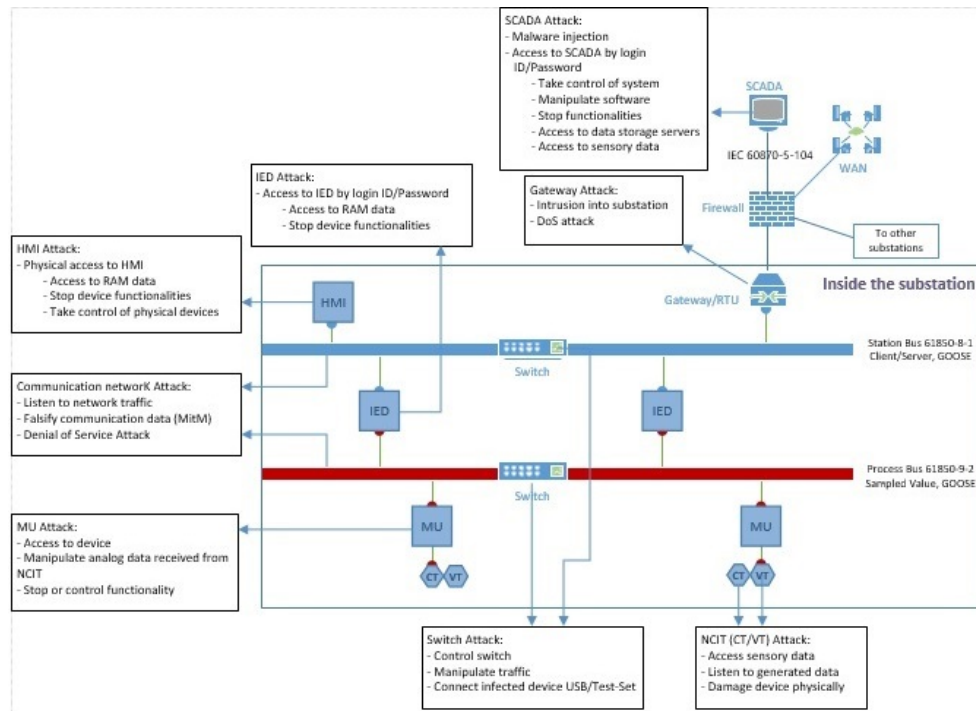 SCADA Attack:
- Malware injection
- Access to SCADA by login
ID/Password
- Take control of system
- Manipulate software
- Stop functionalities
- Access to data storage servers
- Access to sensory data
SCADA
IEC 60870-5-104
WAN
Firewall
To other
substations
IED Attack:
- Access to IED by login ID/Password
- Access to RAM data
- Stop device functionalities
Gateway Attack:
- Intrusion into substation
- DoS attack
HMI Attack:
- Physical access to HMI
- Access to RAM data
- Stop device functionalities
- Take control of physical devices
HMI
Gateway/RTU
Inside the substation
Switch
Station Bus 61850-8-1
Client/Server, GOOSE
Communication networK Attack:
- Listen to network traffic
- Falsify communication data (MitM)
- Denial of Service Attack
IED
IED
Switch
Process Bus 61850-9-2
Sampled Value, GOOSE
MU Attack:
- Access to device
- Manipulate analog data received from
NCIT
- Stop or control functionality
MU
CT
VT
MU
CT
VT
Switch Attack:
- Control switch
- Manipulate traffic
- Connect infected device USB/Test-Set
NCIT (CT/VT) Attack:
- Access sensory data
- Listen to generated data
- Damage device physically